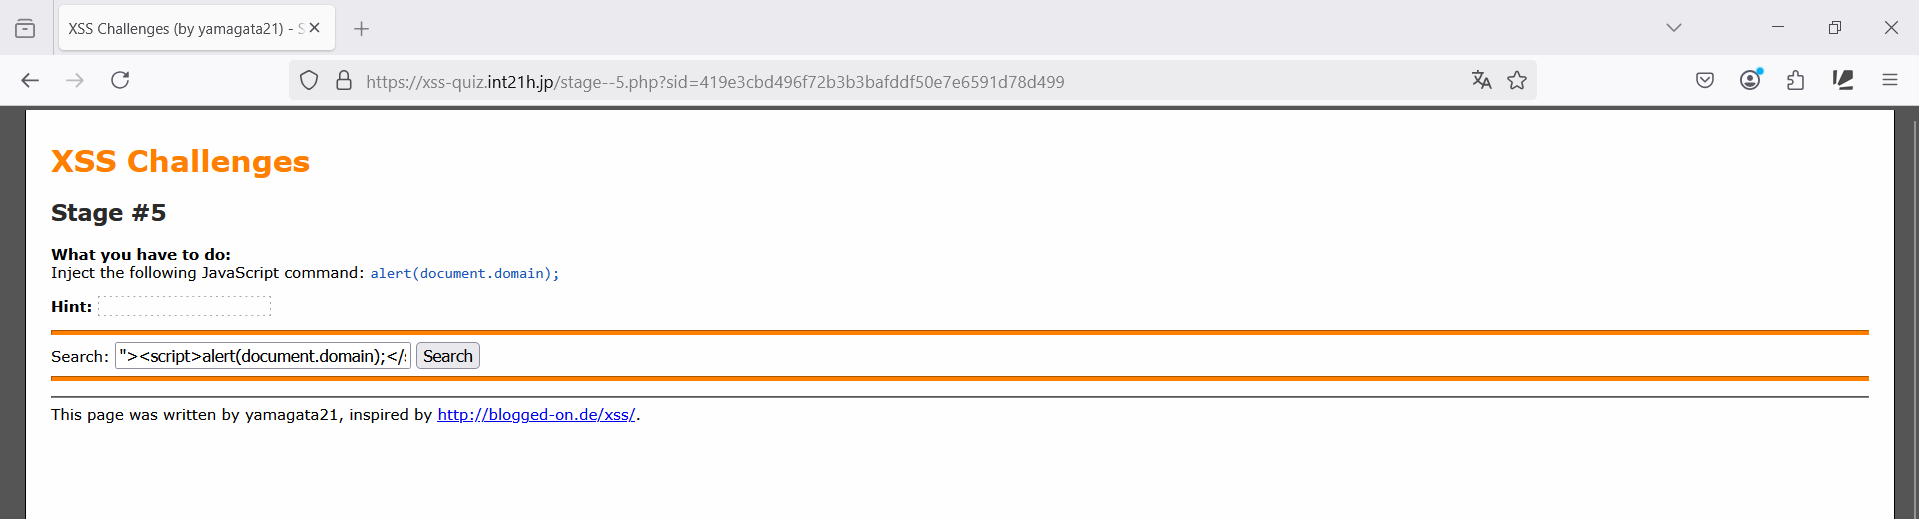 XSS Challenges (by yamagata21) - S
https://xss-quiz.int21h.jp/stage--5.php?sid=419e3cbd496f72b3b3bafddf50e7e6591d78d499
XSS Challenges
Stage #5
What you have to do:
Inject the following JavaScript command: alert(document.domain);
Hint:
Search: "><script>alert(document.domain);</ Search
This page was written by yamagata21, inspired by http://blogged-on.de/xss/.